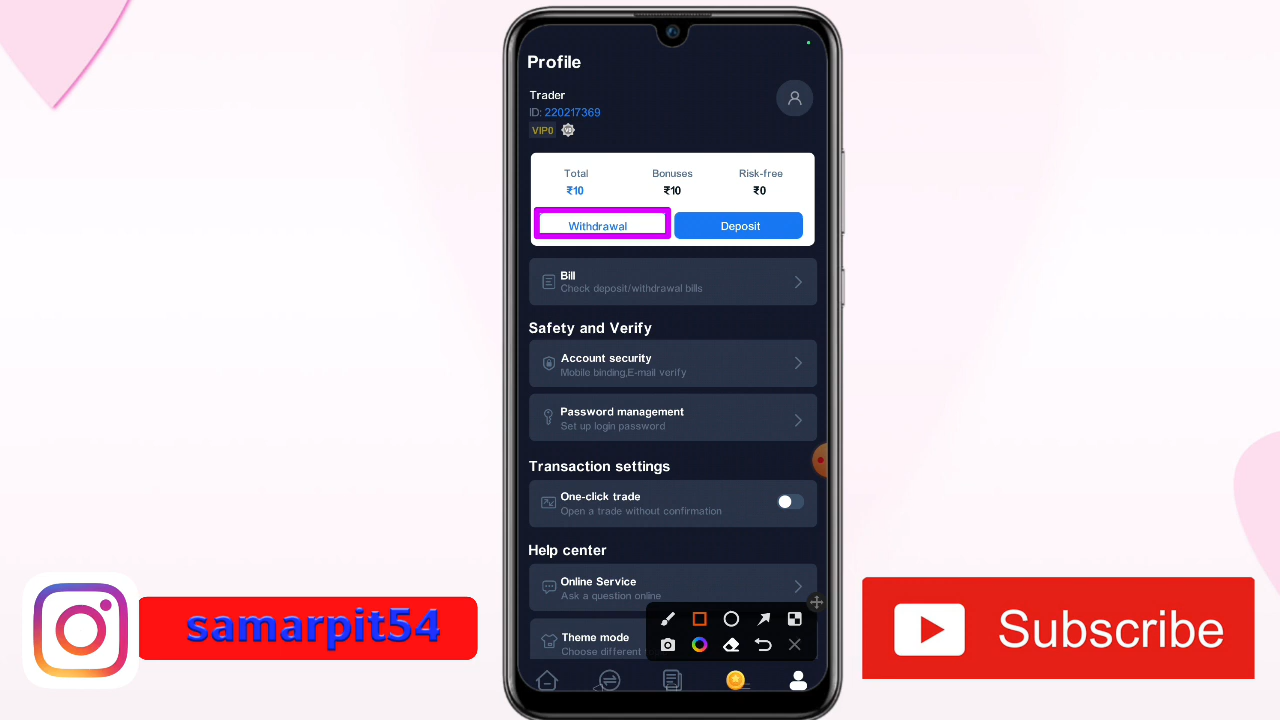 Profile
Trader
ID: 220217369
VIP0
V0
Total Bonuses Risk-free
₹10 ₹10 ₹0
Withdrawal Deposit
Bill
Check deposit/withdrawal bills
Safety and Verify
Account security
Mobile binding,E-mail verify
Password management
Set up login password
Transaction settings
One-click trade
Open a trade without confirmation
Help center
Online Service
Ask a question online
Theme mode
Choose different
samarpit54
Subscribe